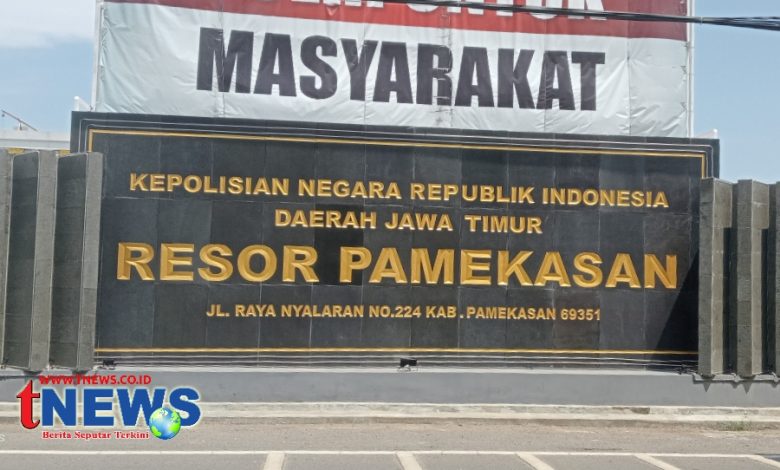 UNTUK
MASYARAKAT
KEPOLISIAN NEGARA REPUBLIK INDONESIA
DAERAH JAWA TIMUR
RESOR PAMEKASAN
JL. RAYA NYALARAN NO.224 KAB. PAMEKASAN 69351
www.tnews.co.id
tNEWS
Berita Seputar Terkini